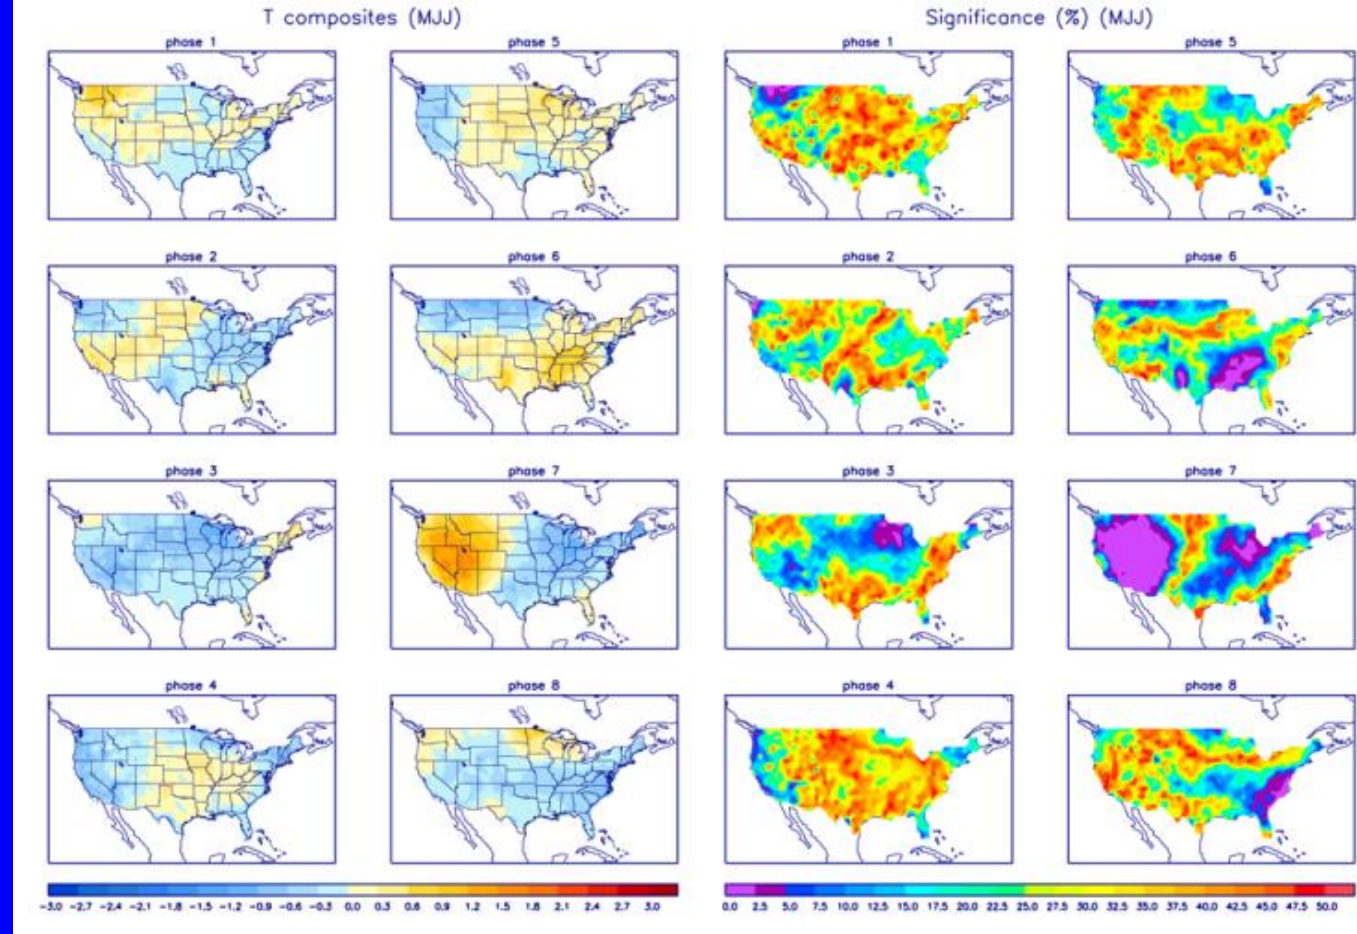 T composites (MJJ) Significance (%) (MJJ)
phase 1 phase 5 phase 1 phase 5
phase 2 phase 6 phase 2 phase 6
phase 3 phase 7 phase 3 phase 7
phase 4 phase 8 phase 4 phase 8
-3.0 -2.7 -2.4 -2.1 -1.8 -1.5 -1.2 -0.9 -0.6 -0.3 0.0 0.3 0.6 0.9 1.2 1.5 1.8 2.1 2.4 2.7 3.0 0.0 2.5 5.0 7.5 10.0 12.5 15.0 17.5 20.0 22.5 25.0 27.5 30.0 32.5 35.0 37.5 40.0 42.5 45.0 47.5 50.0